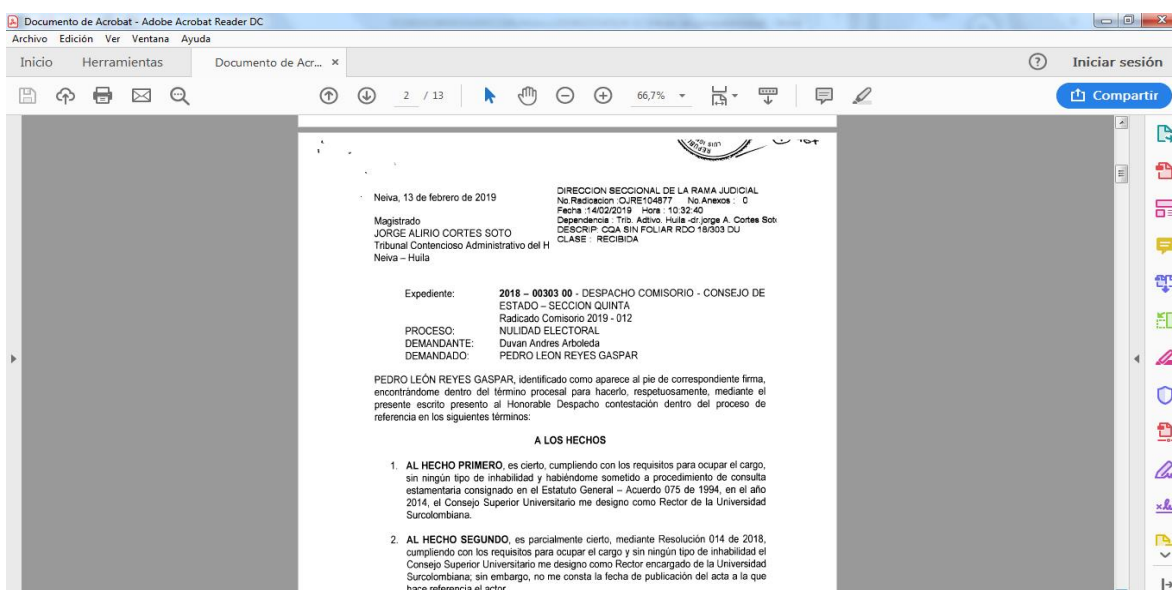 Documento de Acrobat - Adobe Acrobat Reader DC
Archivo Edición Ver Ventana Ayuda
Inicio Herramientas Documento de Acr... × Iniciar sesión
2 / 13 66,7% Compartir
Neiva, 13 de febrero de 2019
DIRECCION SECCIONAL DE LA RAMA JUDICIAL
No.Radicacion :OJRE104877 No.Anexos : 0
Fecha :14/02/2019 Hora : 10:32:40
Dependencia : Trib. Adtivo. Huila -dr.jorge A. Cortes Soto
DESCRIP: CQA SIN FOLIAR RDO 18/303 DU
CLASE : RECIBIDA
Magistrado
JORGE ALIRIO CORTES SOTO
Tribunal Contencioso Administrativo del H
Neiva – Huila
Expediente: 2018 – 00303 00 - DESPACHO COMISORIO - CONSEJO DE
ESTADO – SECCION QUINTA
Radicado Comisorio 2019 - 012
PROCESO: NULIDAD ELECTORAL
DEMANDANTE: Duvan Andres Arboleda
DEMANDADO: PEDRO LEON REYES GASPAR
PEDRO LEÓN REYES GASPAR, identificado como aparece al pie de correspondiente firma,
encontrándome dentro del término procesal para hacerlo, respetuosamente, mediante el
presente escrito presento al Honorable Despacho contestación dentro del proceso de
referencia en los siguientes términos:
A LOS HECHOS
1. AL HECHO PRIMERO, es cierto, cumpliendo con los requisitos para ocupar el cargo,
sin ningún tipo de inhabilidad y habiéndome sometido a procedimiento de consulta
estamentaria consignado en el Estatuto General – Acuerdo 075 de 1994, en el año
2014, el Consejo Superior Universitario me designo como Rector de la Universidad
Surcolombiana.
2. AL HECHO SEGUNDO, es parcialmente cierto, mediante Resolución 014 de 2018,
cumpliendo con los requisitos para ocupar el cargo y sin ningún tipo de inhabilidad el
Consejo Superior Universitario me designo como Rector encargado de la Universidad
Surcolombiana; sin embargo, no me consta la fecha de publicación del acta a la que
hace referencia el actor